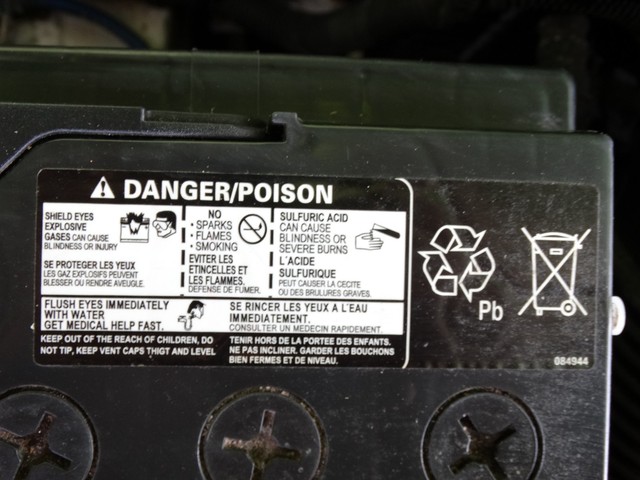 DANGER/POISON
SHIELD EYES
EXPLOSIVE
GASES CAN CAUSE
BLINDNESS OR INJURY
SE PROTEGER LES YEUX
LES GAZ EXPLOSIFS PEUVENT
BLESSER OU RENDRE AVEUGLE.
NO
• SPARKS
• FLAMES
• SMOKING
EVITER LES
ETINCELLES ET
LES FLAMMES.
DEFENSE DE FUMER.
SULFURIC ACID
CAN CAUSE
BLINDNESS OR
SEVERE BURNS
L'ACIDE
SULFURIQUE
PEUT CAUSER LA CECITE
OU DES BRULURES GRAVES.
FLUSH EYES IMMEDIATELY
WITH WATER
GET MEDICAL HELP FAST.
SE RINCER LES YEUX A L'EAU
IMMEDIATEMENT.
CONSULTER UN MEDECIN RAPIDEMENT.
KEEP OUT OF THE REACH OF CHILDREN, DO
NOT TIP, KEEP VENT CAPS THIGT AND LEVEL
TENIR HORS DE LA PORTEE DES ENFANTS.
NE PAS INCLINER. GARDER LES BOUCHONS
BIEN FERMES ET DE NIVEAU.
Pb
084944